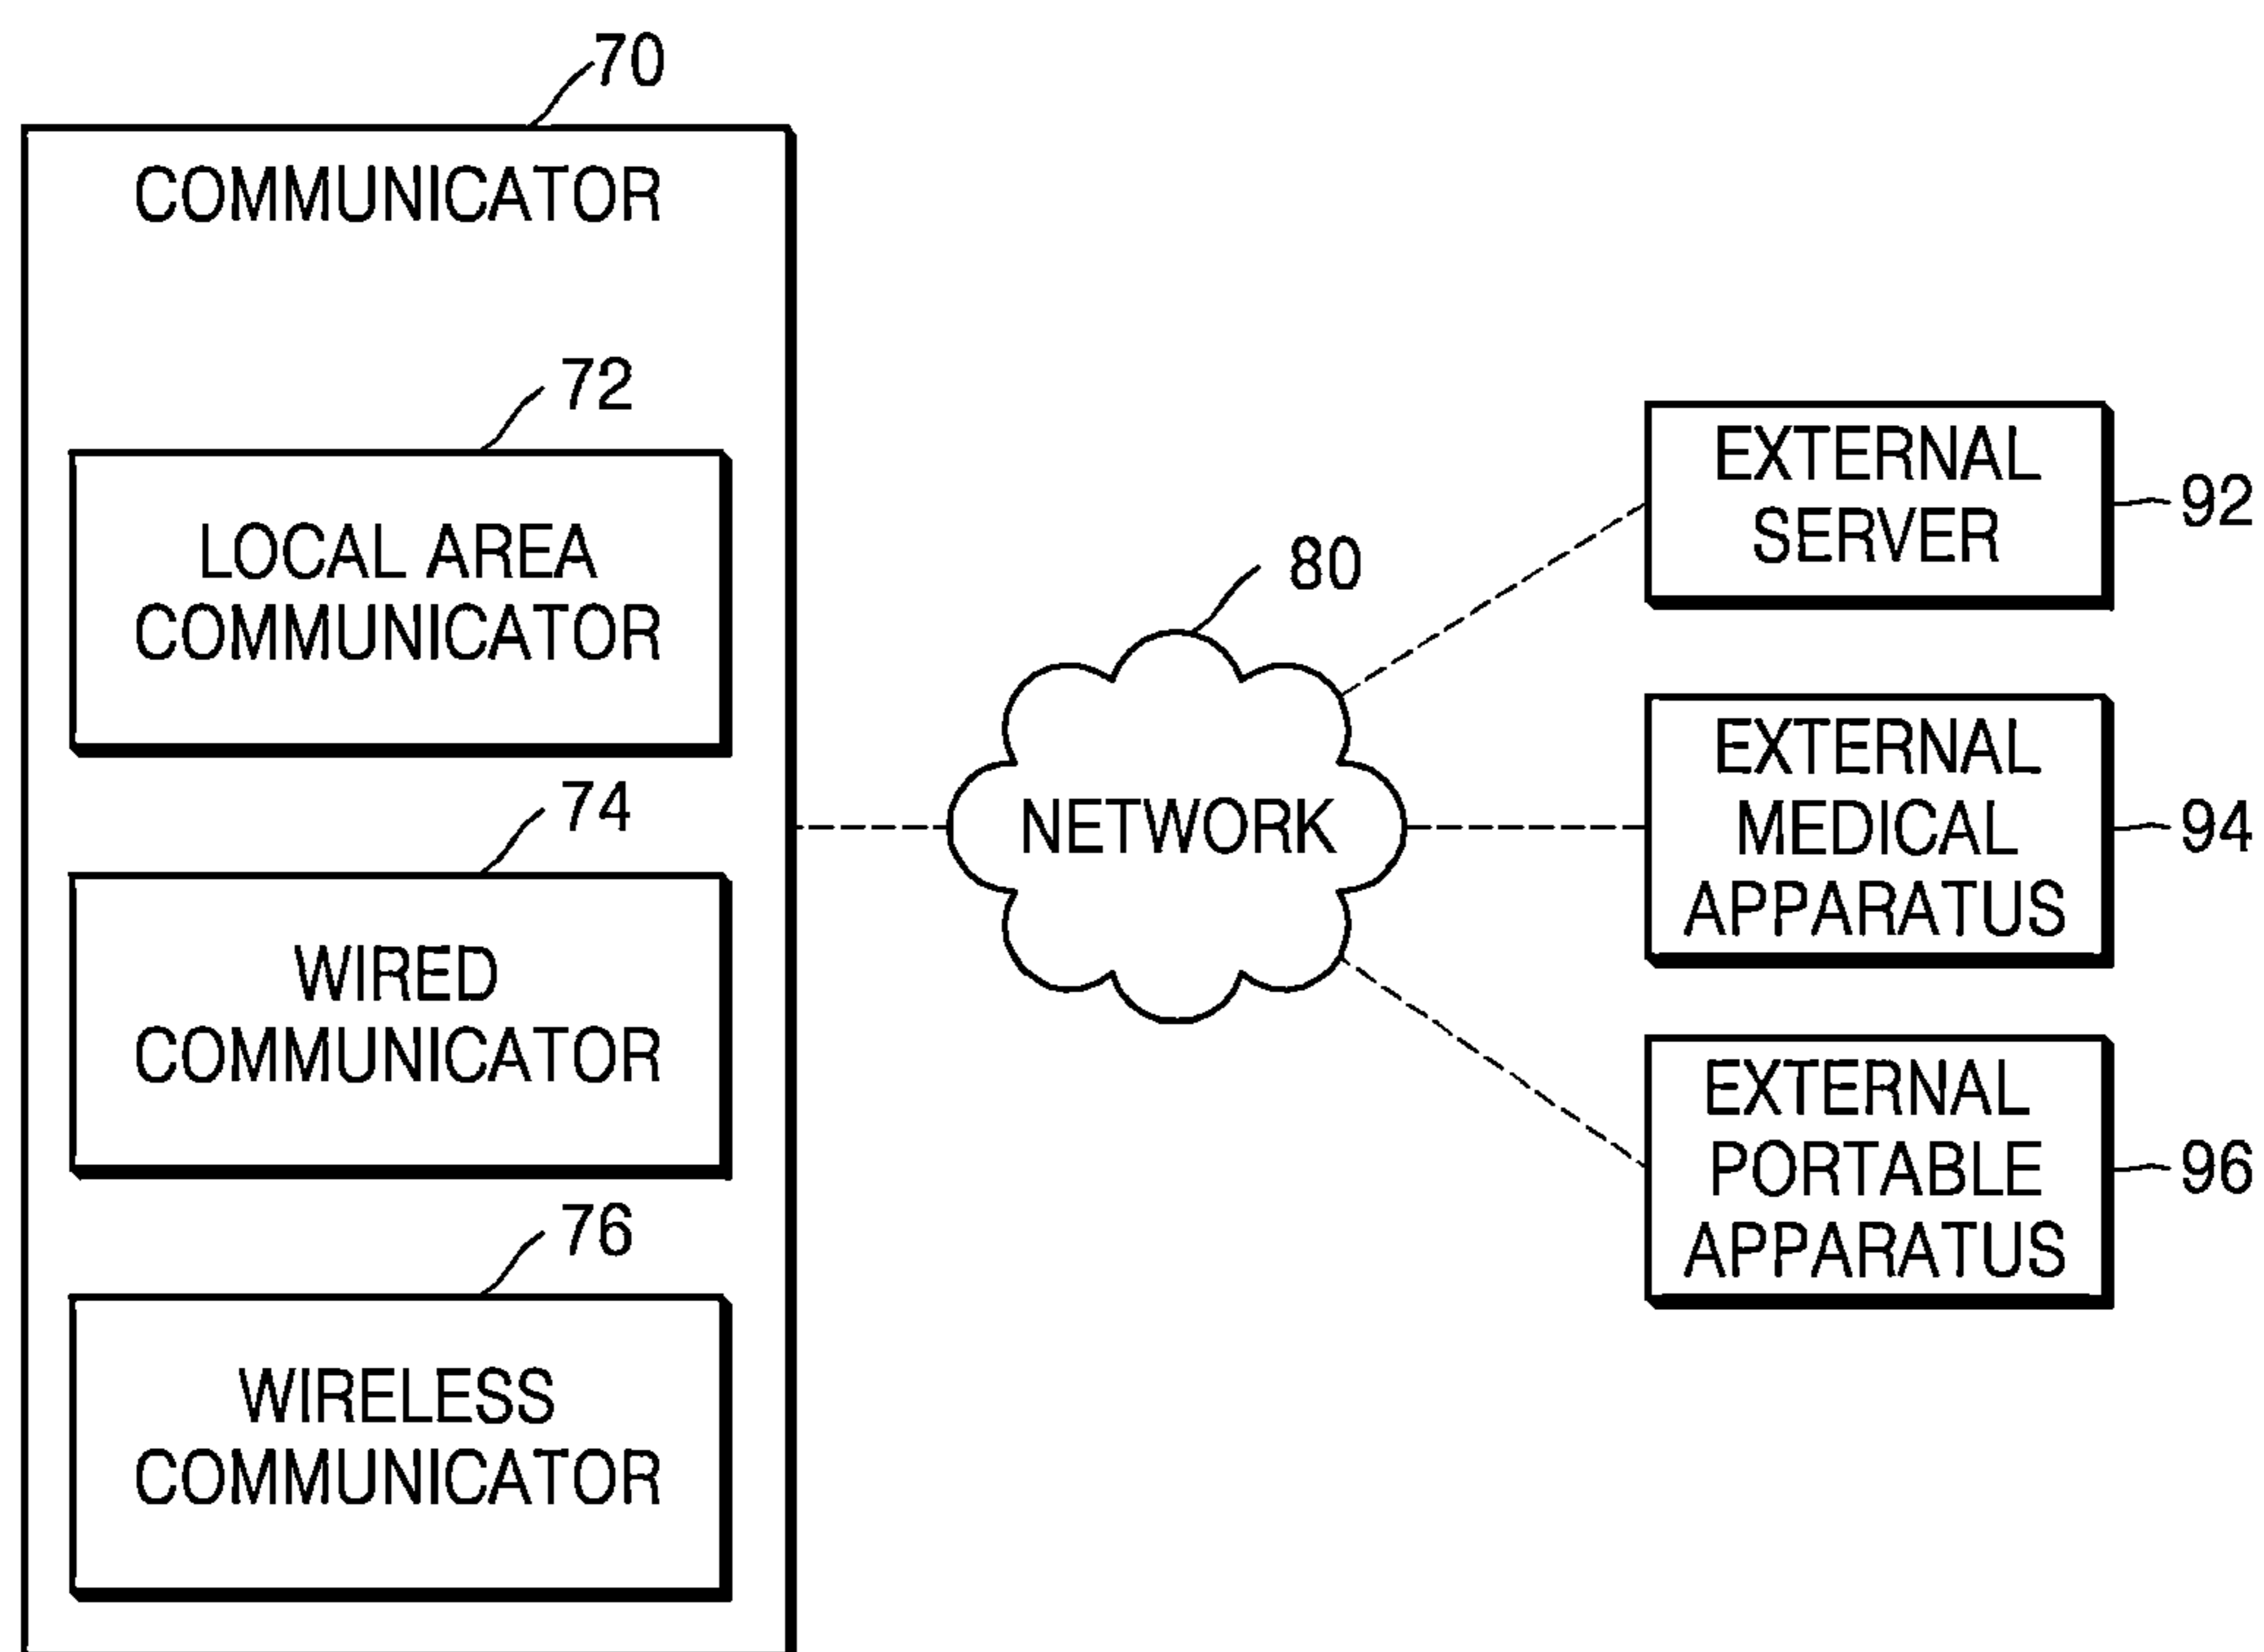 70
COMMUNICATOR
72
LOCAL AREA
COMMUNICATOR
74
WIRED
COMMUNICATOR
76
WIRELESS
COMMUNICATOR
80
NETWORK
EXTERNAL
SERVER
92
EXTERNAL
MEDICAL
APPARATUS
94
EXTERNAL
PORTABLE
APPARATUS
96